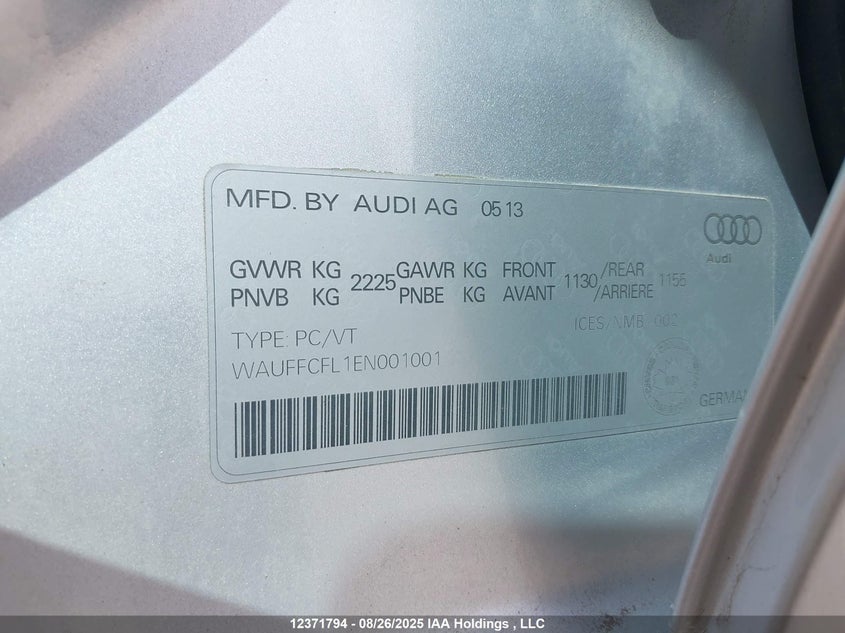 MFD. BY AUDI AG 05 13
Audi
GVWR KG 2225 GAWR KG FRONT 1130 /REAR 1155
PNVB KG PNBE KG AVANT /ARRIERE
ICES/NMB-002
TYPE: PC/VT
WAUFFCFL1EN001001
12371794 - 08/26/2025 IAA Holdings , LLC